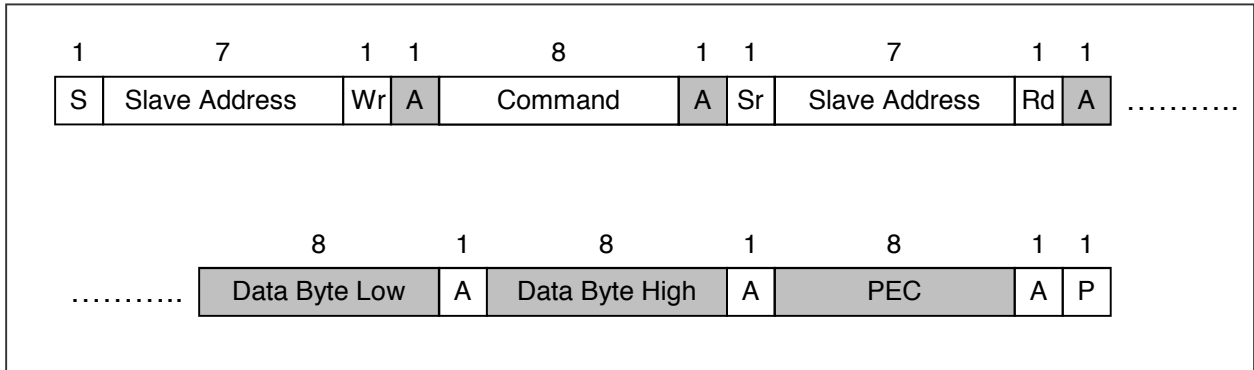 1 7 1 1 8 1 1 7 1 1
S Slave Address Wr A Command A Sr Slave Address Rd A ...........
8 1 8 1 8 1 1
........... Data Byte Low A Data Byte High A PEC A P